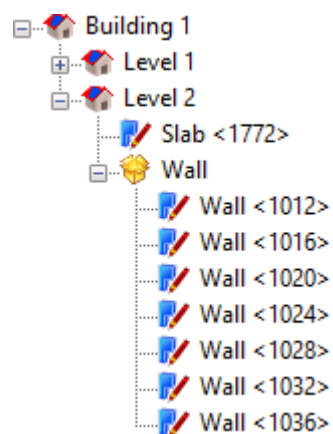 Building 1
Level 1
Level 2
Slab <1772>
Wall
Wall <1012>
Wall <1016>
Wall <1020>
Wall <1024>
Wall <1028>
Wall <1032>
Wall <1036>